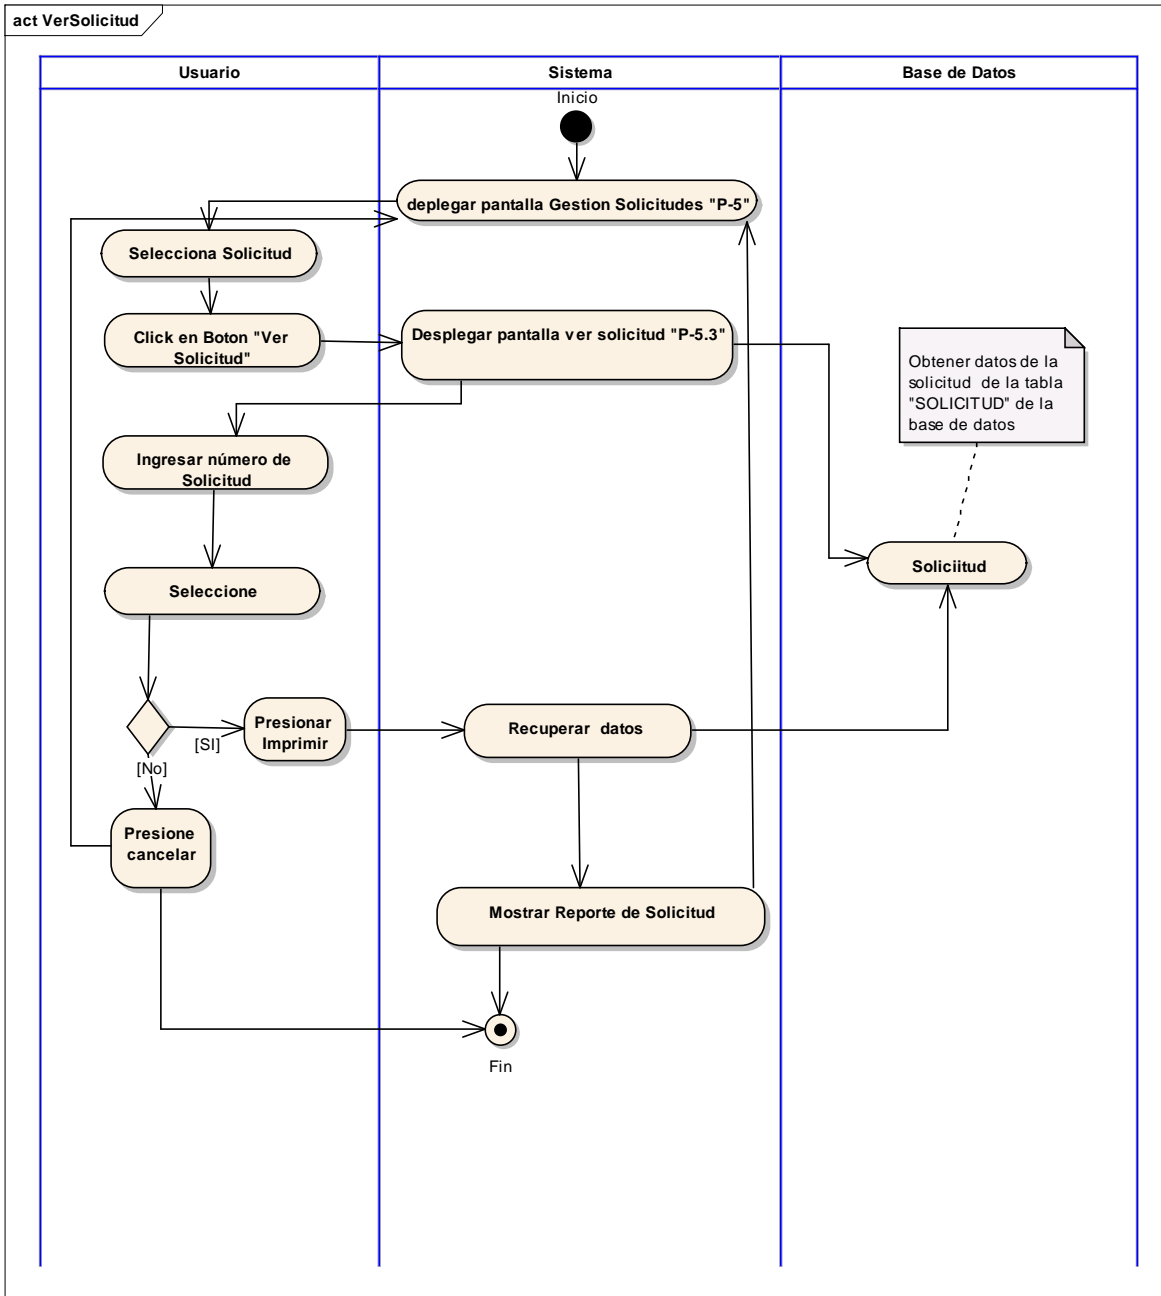 act VerSolicitud
Usuario
Sistema
Base de Datos
Inicio
deplegar pantalla Gestion Solicitudes "P-5"
Selecciona Solicitud
Click en Boton "Ver
Solicitud"
Desplegar pantalla ver solicitud "P-5.3"
Obtener datos de la
solicitud de la tabla
"SOLICITUD" de la
base de datos
Ingresar número de
Solicitud
Soliciitud
Seleccione
Presionar
Imprimir
[SI]
Recuperar datos
[No]
Presione
cancelar
Mostrar Reporte de Solicitud
Fin